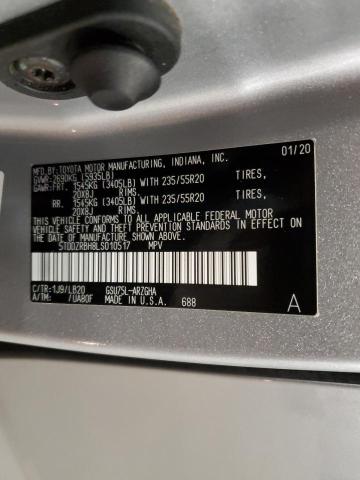 MFD.BY:TOYOTA MOTOR MANUFACTURING, INDIANA, INC.
GVWR:2690KG (5935LB) 01/20
GAWR:FRT. 1545KG (3405LB) WITH 235/55R20 TIRES,
20X8J RIMS,
RR. 1545KG (3405LB) WITH 235/55R20 TIRES,
20X8J RIMS,
THIS VEHICLE CONFORMS TO ALL APPLICABLE FEDERAL MOTOR
VEHICLE SAFETY, BUMPER, AND THEFT PREVENTION STANDARDS IN
EFFECT ON THE DATE OF MANUFACTURE SHOWN ABOVE.
5TDDZRBH8LS010517 MPV
C/TR:1J9/LB20 GSU75L-ARZGHA
A/TM: /UA80F MADE IN U.S.A. 688
A